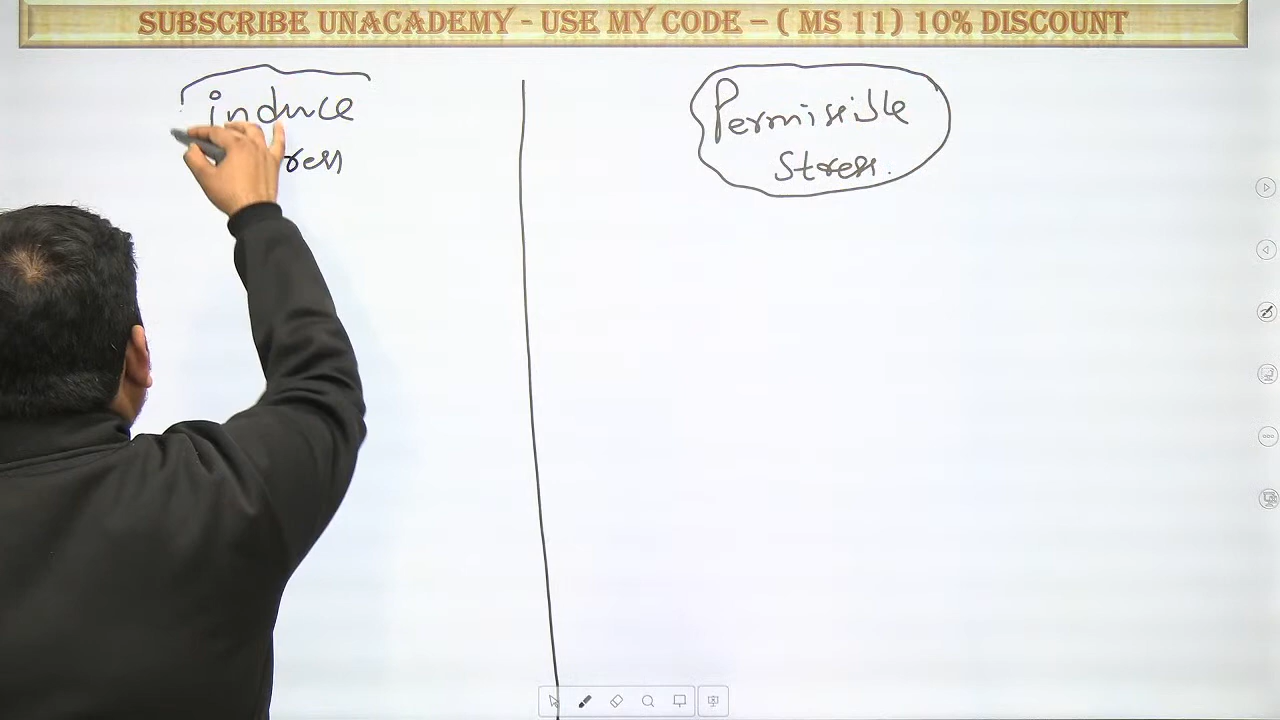 SUBSCRIBE UNACADEMY - USE MY CODE – ( MS 11) 10% DISCOUNT
induce
Permissible
Stress.